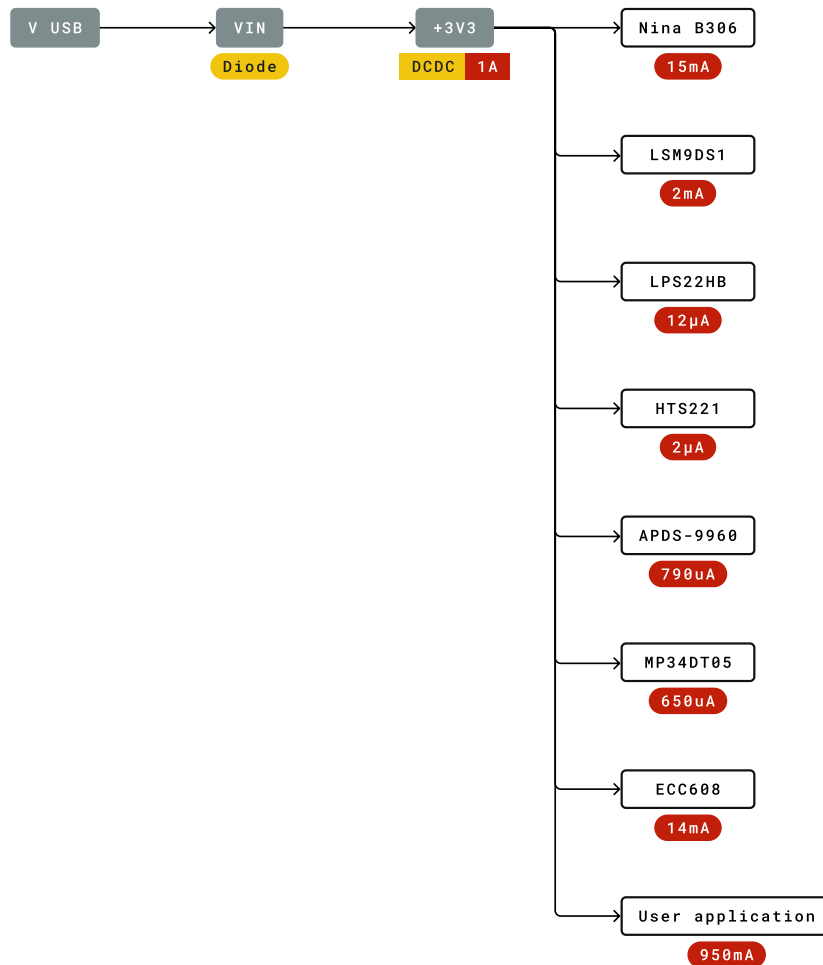 V USB
VIN
+3V3
Nina B306
Diode
DCDC 1A
15mA
LSM9DS1
2mA
LPS22HB
12µA
HTS221
2µA
APDS-9960
790uA
MP34DT05
650uA
ECC608
14mA
User application
950mA